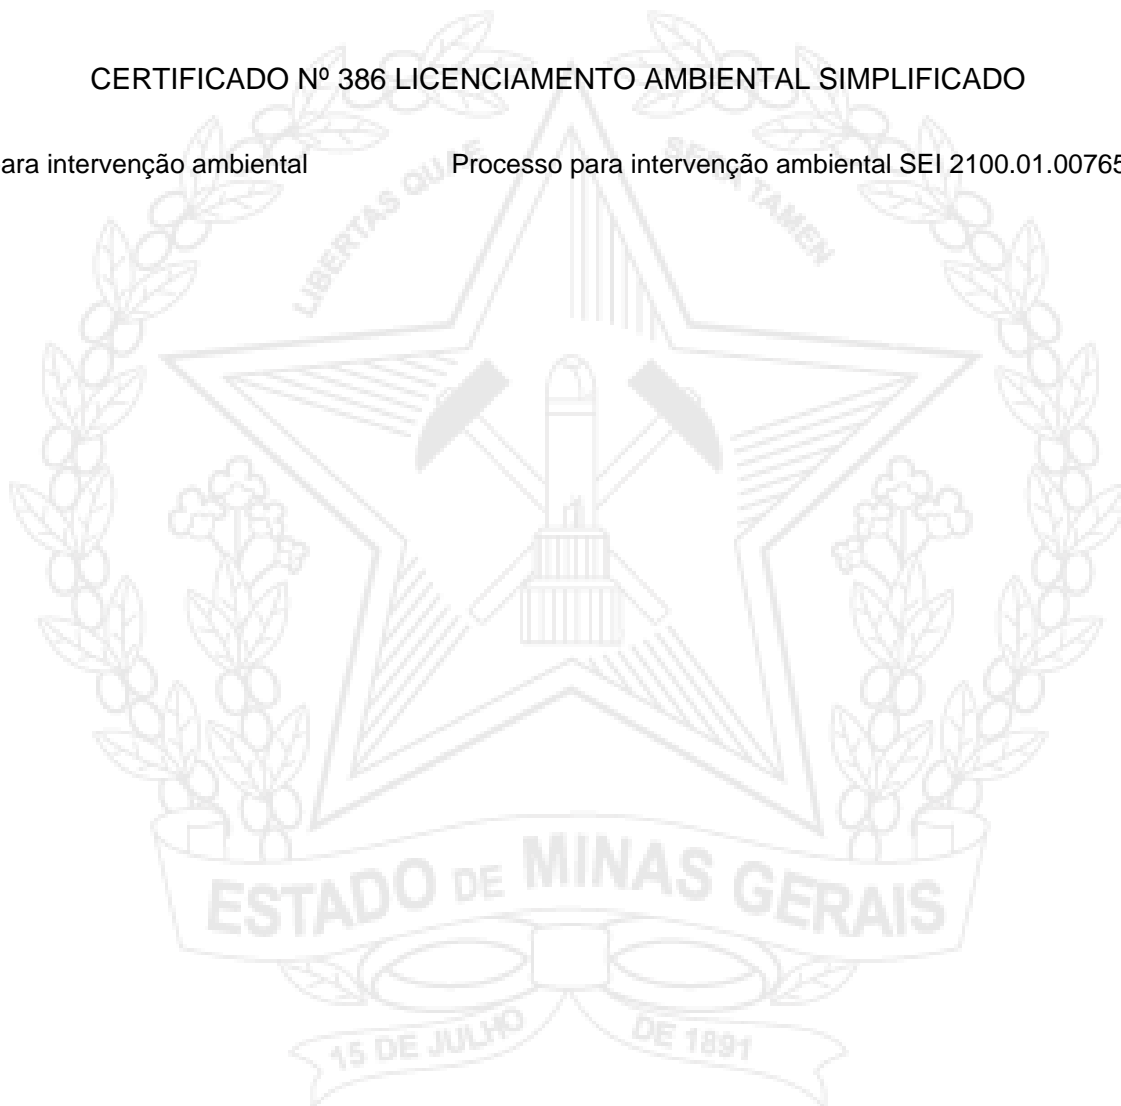 CERTIFICADO Nº 386 LICENCIAMENTO AMBIENTAL SIMPLIFICADO
ara intervenção ambiental Processo para intervenção ambiental SEI 2100.01.00765
LIBERTAS QUÆ SERA TAMEN
ESTADO DE MINAS GERAIS
15 DE JULHO DE 1891